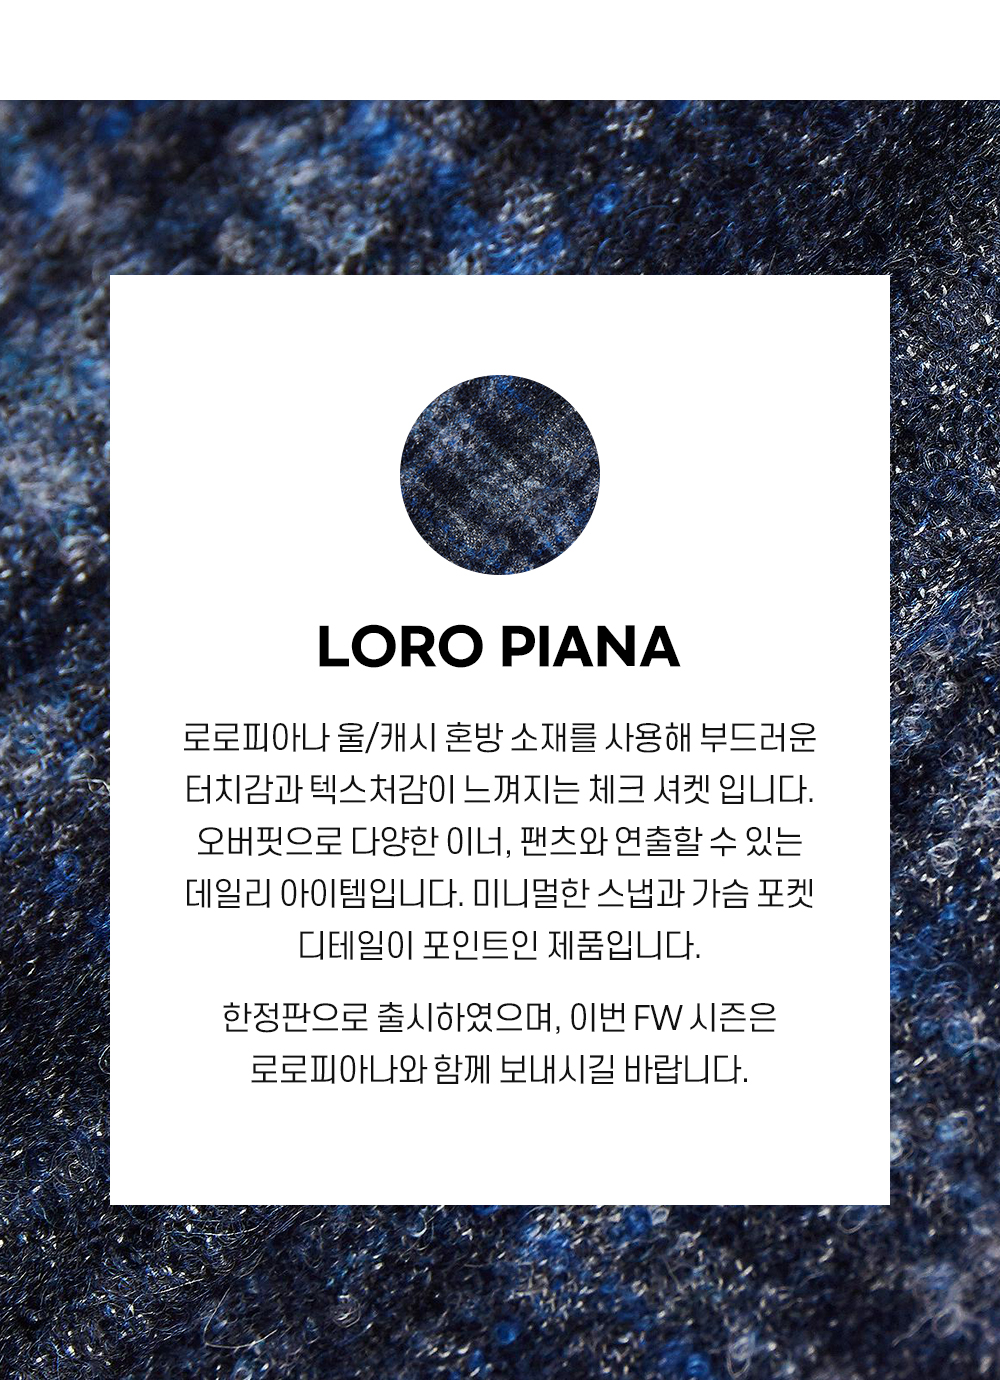 LORO PIANA
로로피아나 울/캐시 혼방 소재를 사용해 부드러운
터치감과 텍스처감이 느껴지는 체크 셔켓 입니다.
오버핏으로 다양한 이너, 팬츠와 연출할 수 있는
데일리 아이템입니다. 미니멀한 스냅과 가슴 포켓
디테일이 포인트인 제품입니다.
한정판으로 출시하였으며, 이번 FW 시즌은
로로피아나와 함께 보내시길 바랍니다.